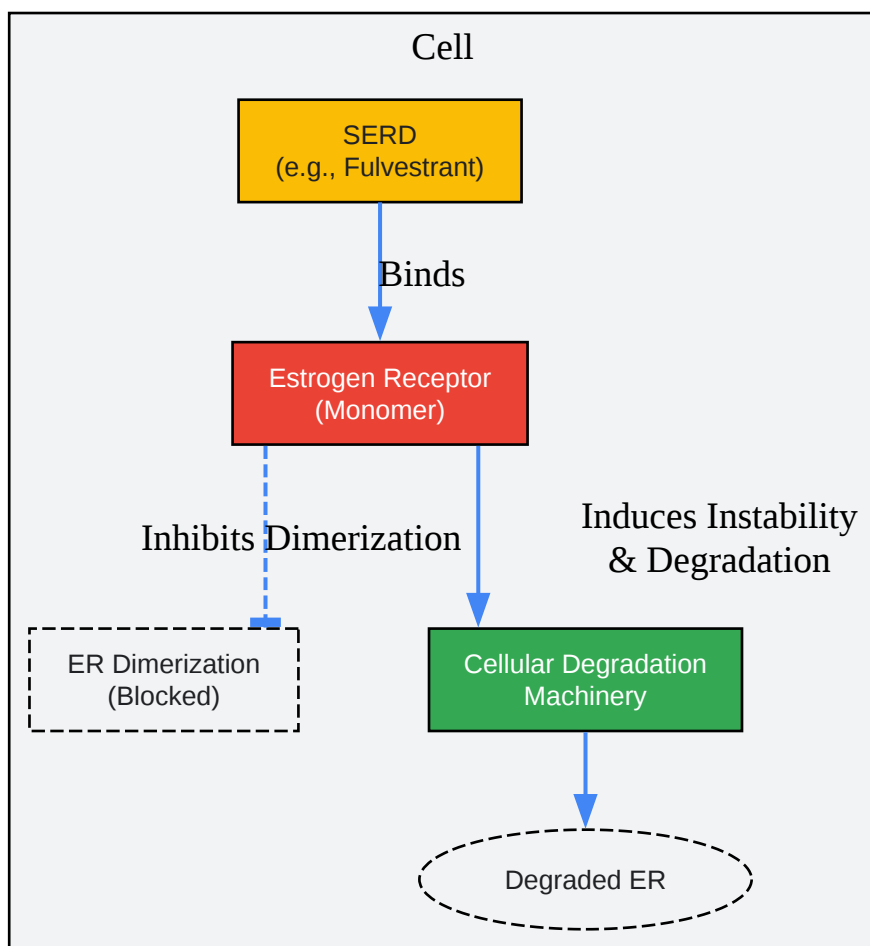 Cell
SERD
(e.g., Fulvestrant)
Binds
Estrogen Receptor
(Monomer)
Inhibits Dimerization
Induces Instability
& Degradation
ER Dimerization
(Blocked)
Cellular Degradation
Machinery
Degraded ER